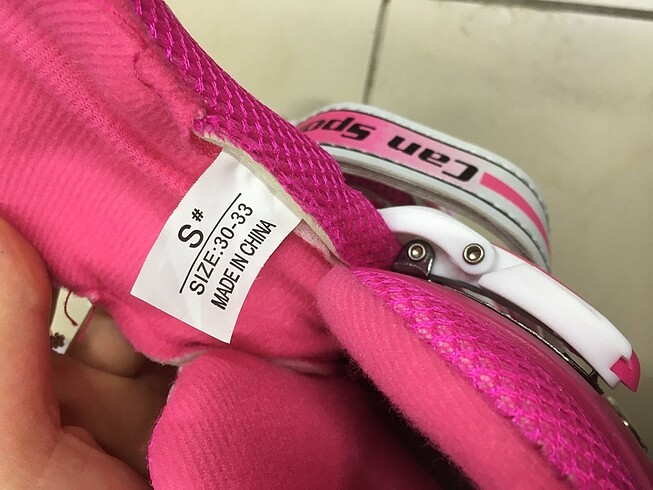 S#
SIZE:30-33
MADE IN CHINA
Can Spo